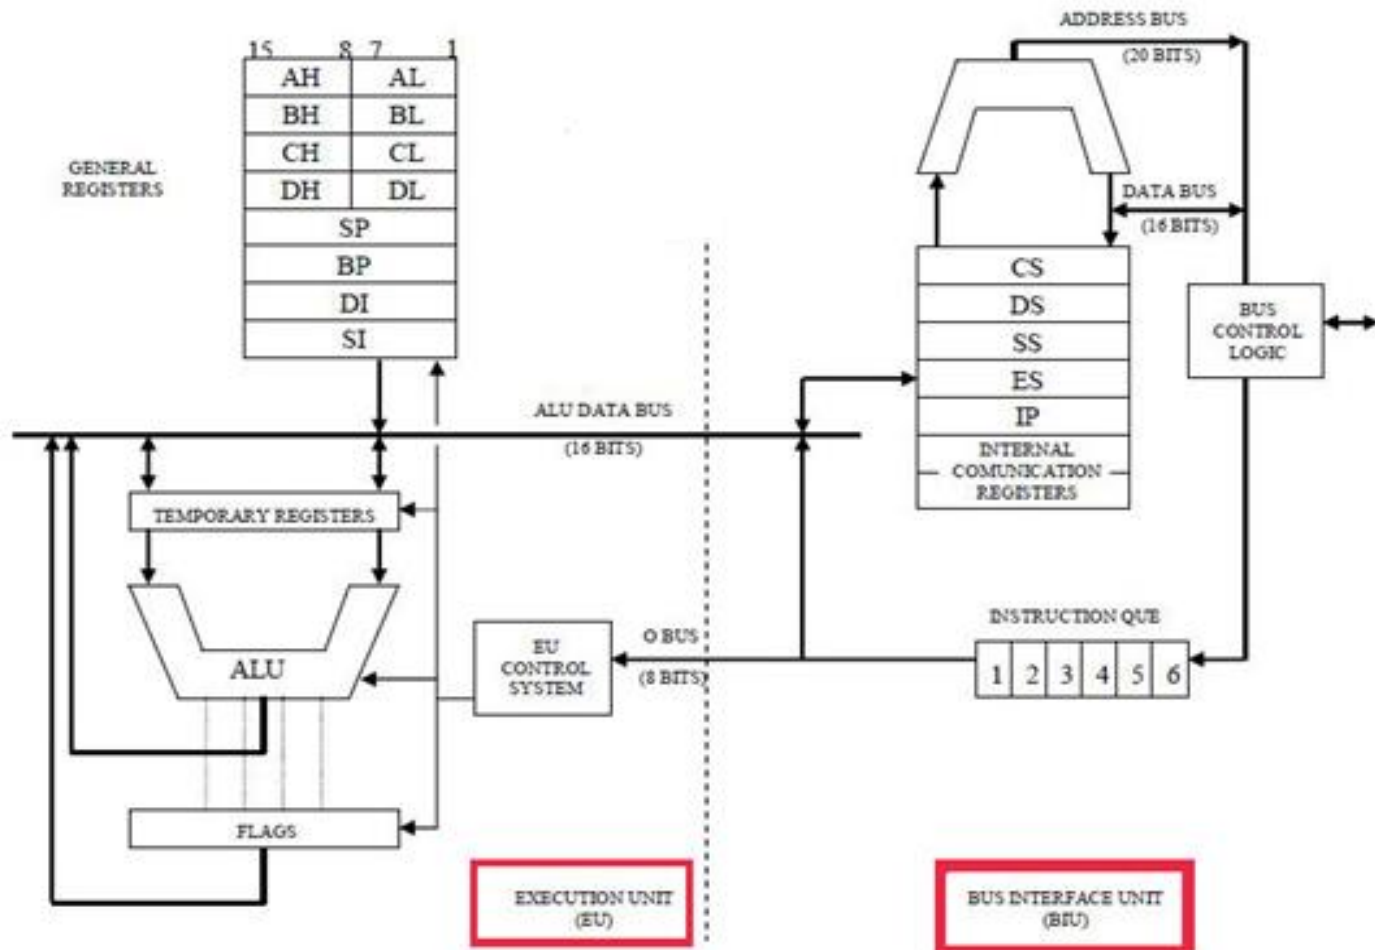 ADDRESS BUS
(20 BITS)
15 8 7 1
AH AL
BH BL
CH CL
DH DL
SP
BP
DI
SI
GENERAL
REGISTERS
DATA BUS
(16 BITS)
CS
DS
SS
ES
IP
INTERNAL
COMUNICATION
REGISTERS
BUS
CONTROL
LOGIC
ALU DATA BUS
(16 BITS)
TEMPORARY REGISTERS
ALU
FLAGS
EU
CONTROL
SYSTEM
O BUS
(8 BITS)
INSTRUCTION QUE
1 2 3 4 5 6
EXECUTION UNIT
(EU)
BUS INTERFACE UNIT
(BIU)